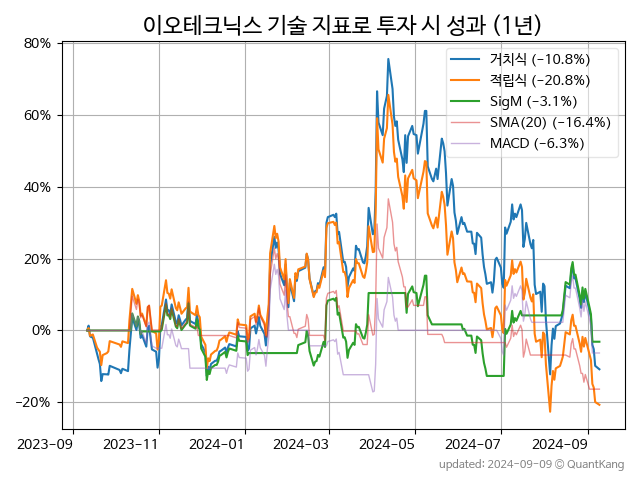 이오테크닉스 기술 지표로 투자 시 성과 (1년)
80%
60%
40%
20%
0%
−20%
거치식 (−10.8%)
적립식 (−20.8%)
SigM (−3.1%)
SMA(20) (−16.4%)
MACD (−6.3%)
2023-09 2023-11 2024-01 2024-03 2024-05 2024-07 2024-09
updated: 2024-09-09 © QuantKang